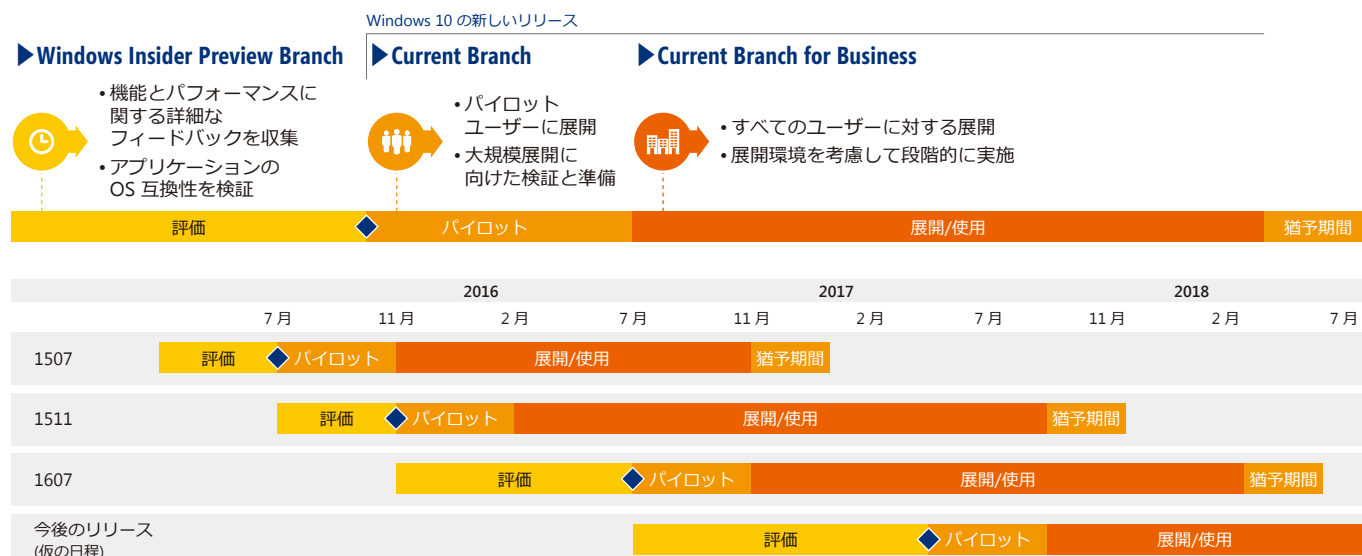 Windows 10 の新しいリリース
Windows Insider Preview Branch
Current Branch
Current Branch for Business
• 機能とパフォーマンスに
関する詳細な
フィードバックを収集
• アプリケーションの
OS 互換性を検証
• パイロット
ユーザーに展開
• 大規模展開に
向けた検証と準備
• すべてのユーザーに対する展開
• 展開環境を考慮して段階的に実施
評価 パイロット 展開/使用 猶予期間
2016 2017 2018
7 月 11 月 2 月 7 月 11 月 2 月 7 月 11 月 2 月 7 月
1507 評価 パイロット 展開/使用 猶予期間
1511 評価 パイロット 展開/使用 猶予期間
1607 評価 パイロット 展開/使用 猶予期間
今後のリリース
(仮の日程)
評価 パイロット 展開/使用